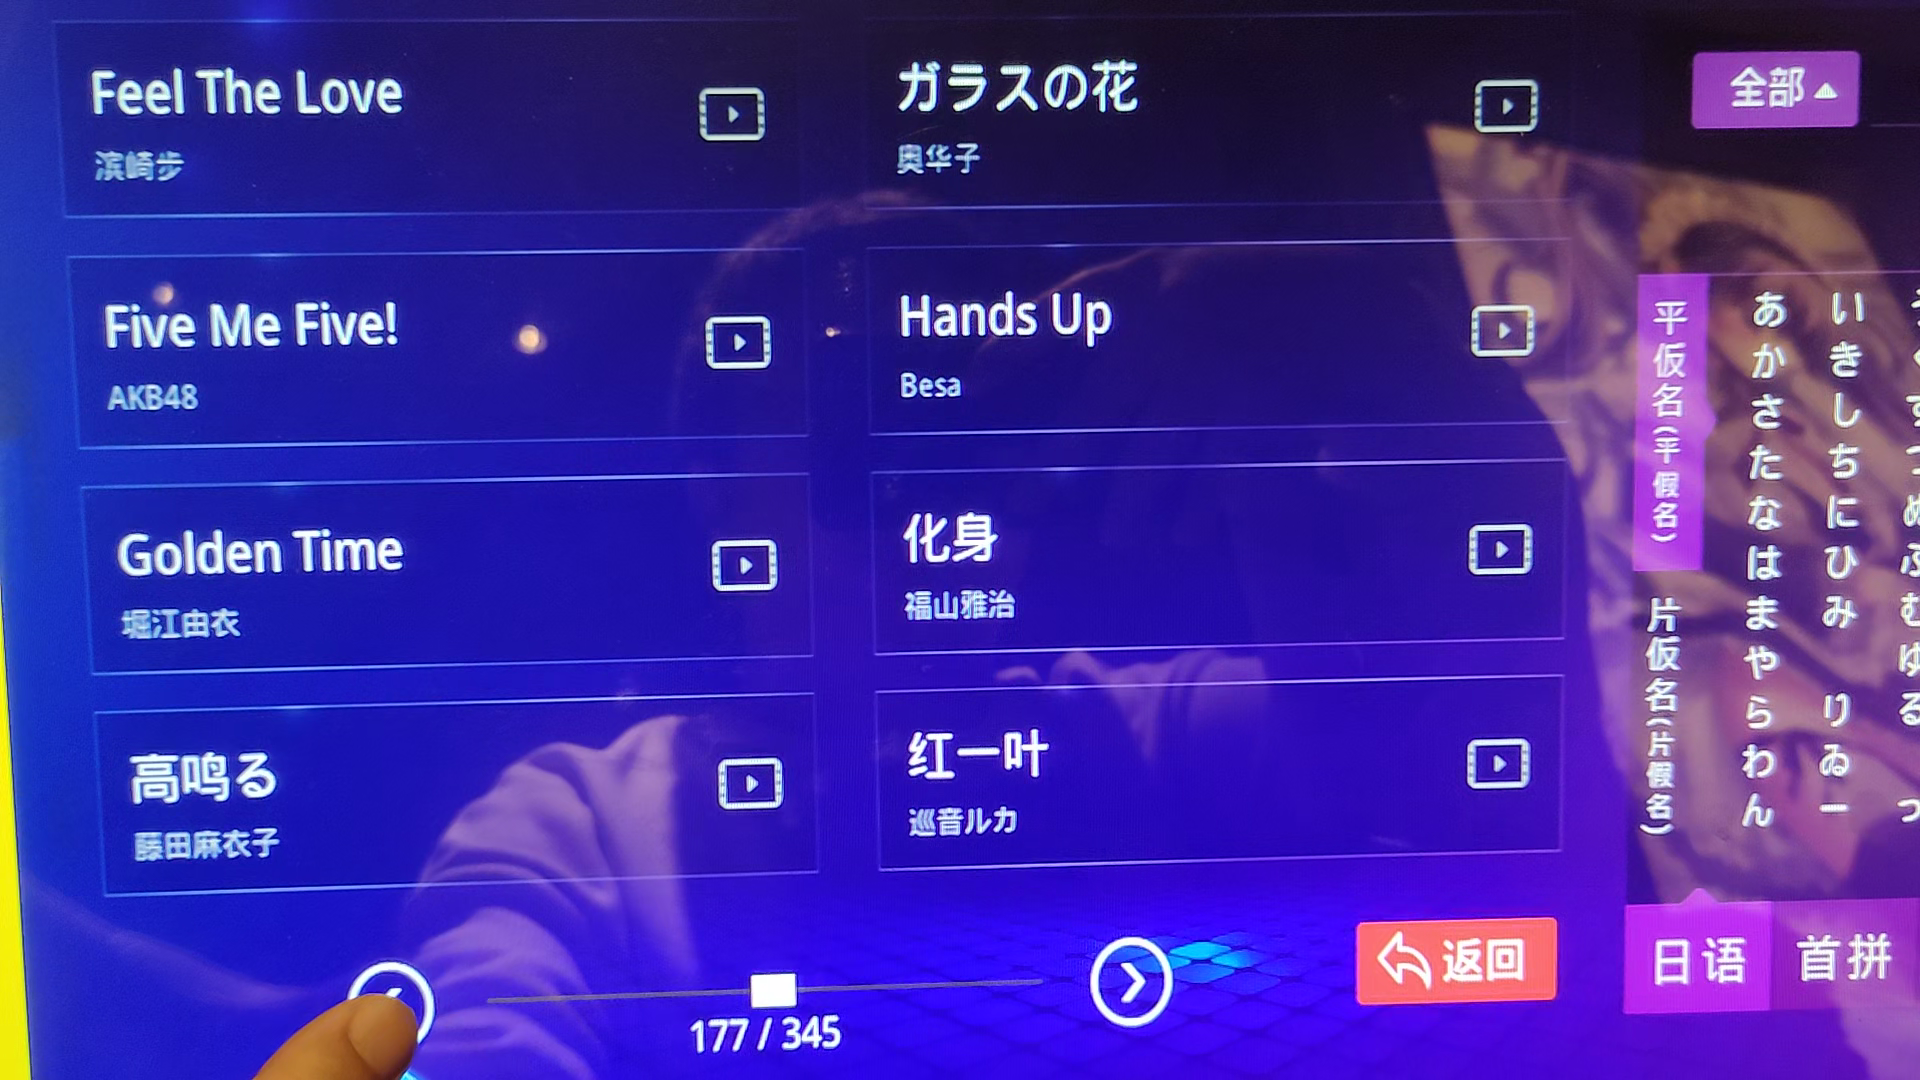 Feel The Love
滨崎步
ガラスの花
奥华子
Five Me Five!
AKB48
Hands Up
Besa
Golden Time
堀江由衣
化身
福山雅治
高鸣る
藤田麻衣子
红一叶
巡音ルカ
177 / 345
返回
全部
平仮名(平假名)
片仮名(片假名)
あかさたなはまやらわん
いきしちにひみ りゐー
日语
首拼